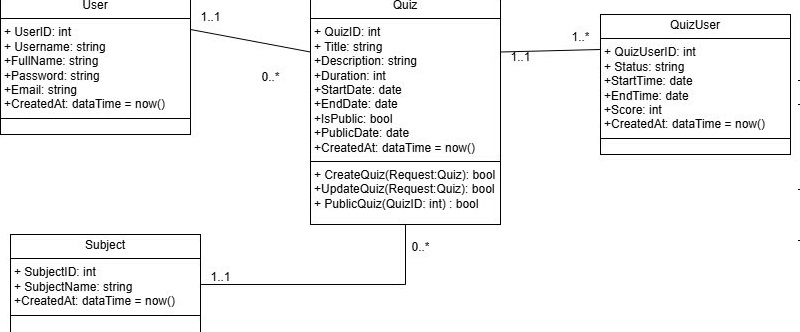 User
+ UserID: int
+ Username: string
+FullName: string
+Password: string
+Email: string
+CreatedAt: dataTime = now()
1..1
0..*
Quiz
+ QuizID: int
+ Title: string
+Description: string
+Duration: int
+StartDate: date
+EndDate: date
+IsPublic: bool
+PublicDate: date
+CreatedAt: dataTime = now()
+ CreateQuiz(Request:Quiz): bool
+UpdateQuiz(Request:Quiz): bool
+ PublicQuiz(QuizID: int) : bool
1..1
1..*
QuizUser
+ QuizUserID: int
+ Status: string
+StartTime: date
+EndTime: date
+Score: int
+CreatedAt: dataTime = now()
0..*
Subject
+ SubjectID: int
+ SubjectName: string
+CreatedAt: dataTime = now()
1..1